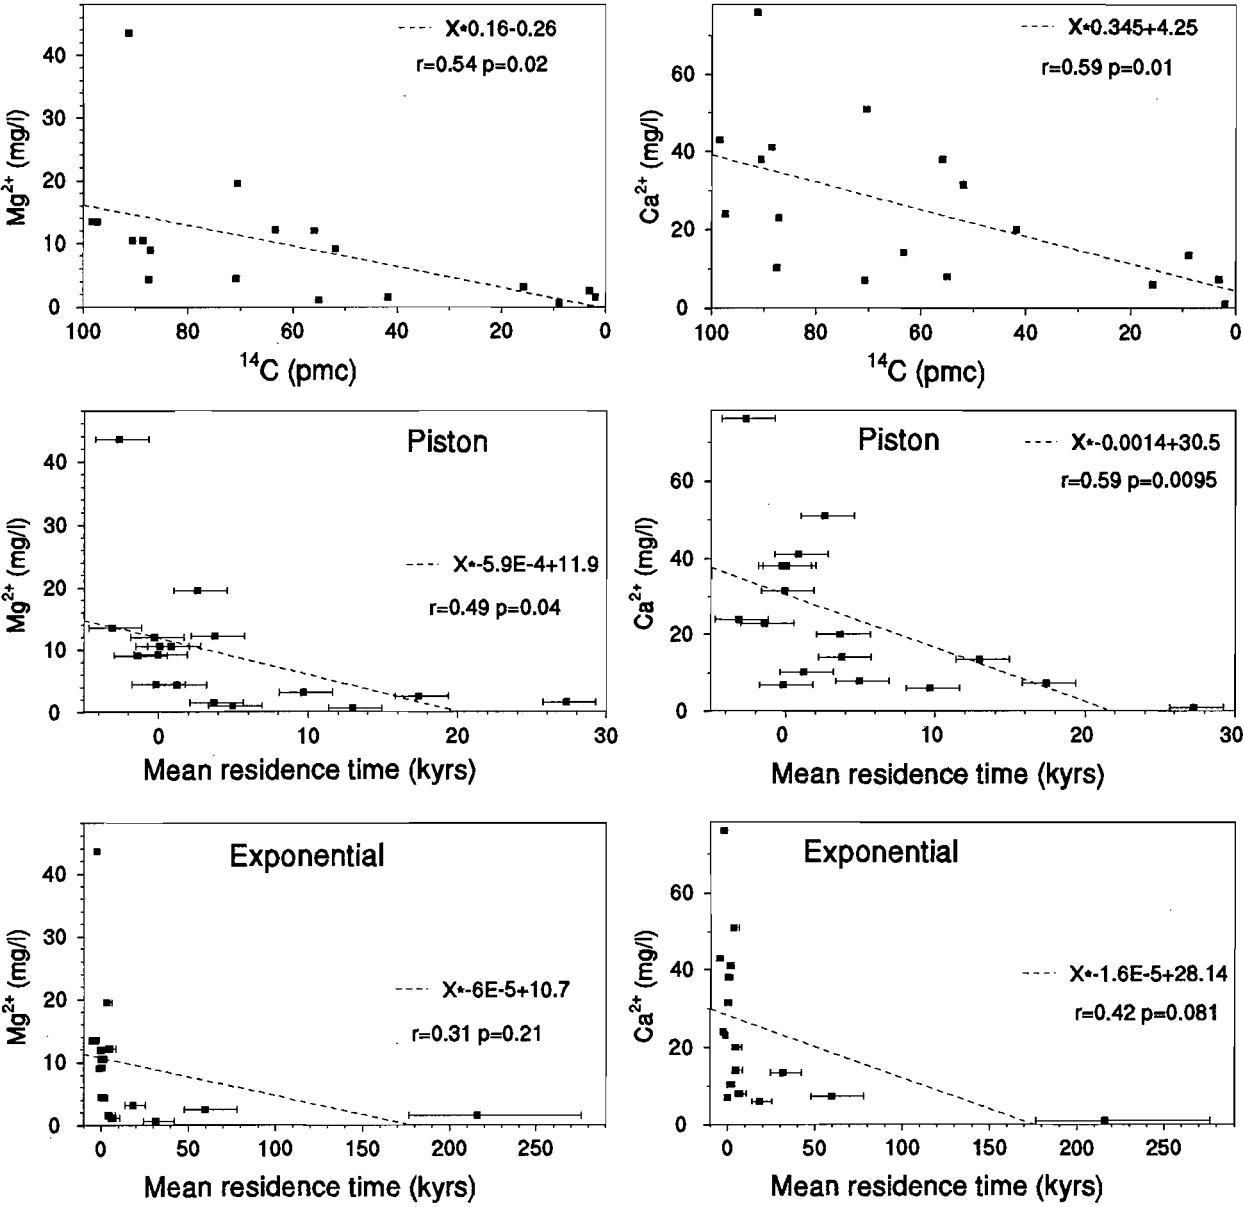 40
30
20
10
0
Mg2+ (mg/l)
X*0.16-0.26
r=0.54 p=0.02
100 80 60 40 20 0
14C (pmc)
60
40
20
0
Ca2+ (mg/l)
X*0.345+4.25
r=0.59 p=0.01
100 80 60 40 20 0
14C (pmc)
40
30
20
10
0
Mg2+ (mg/l)
Piston
X*-5.9E-4+11.9
r=0.49 p=0.04
0 10 20 30
Mean residence time (kyrs)
60
40
20
0
Ca2+ (mg/l)
Piston
X*-0.0014+30.5
r=0.59 p=0.0095
0 10 20 30
Mean residence time (kyrs)
40
30
20
10
0
Mg2+ (mg/l)
Exponential
X*-6E-5+10.7
r=0.31 p=0.21
0 50 100 150 200 250
Mean residence time (kyrs)
60
40
20
0
Ca2+ (mg/l)
Exponential
X*-1.6E-5+28.14
r=0.42 p=0.081
0 50 100 150 200 250
Mean residence time (kyrs)